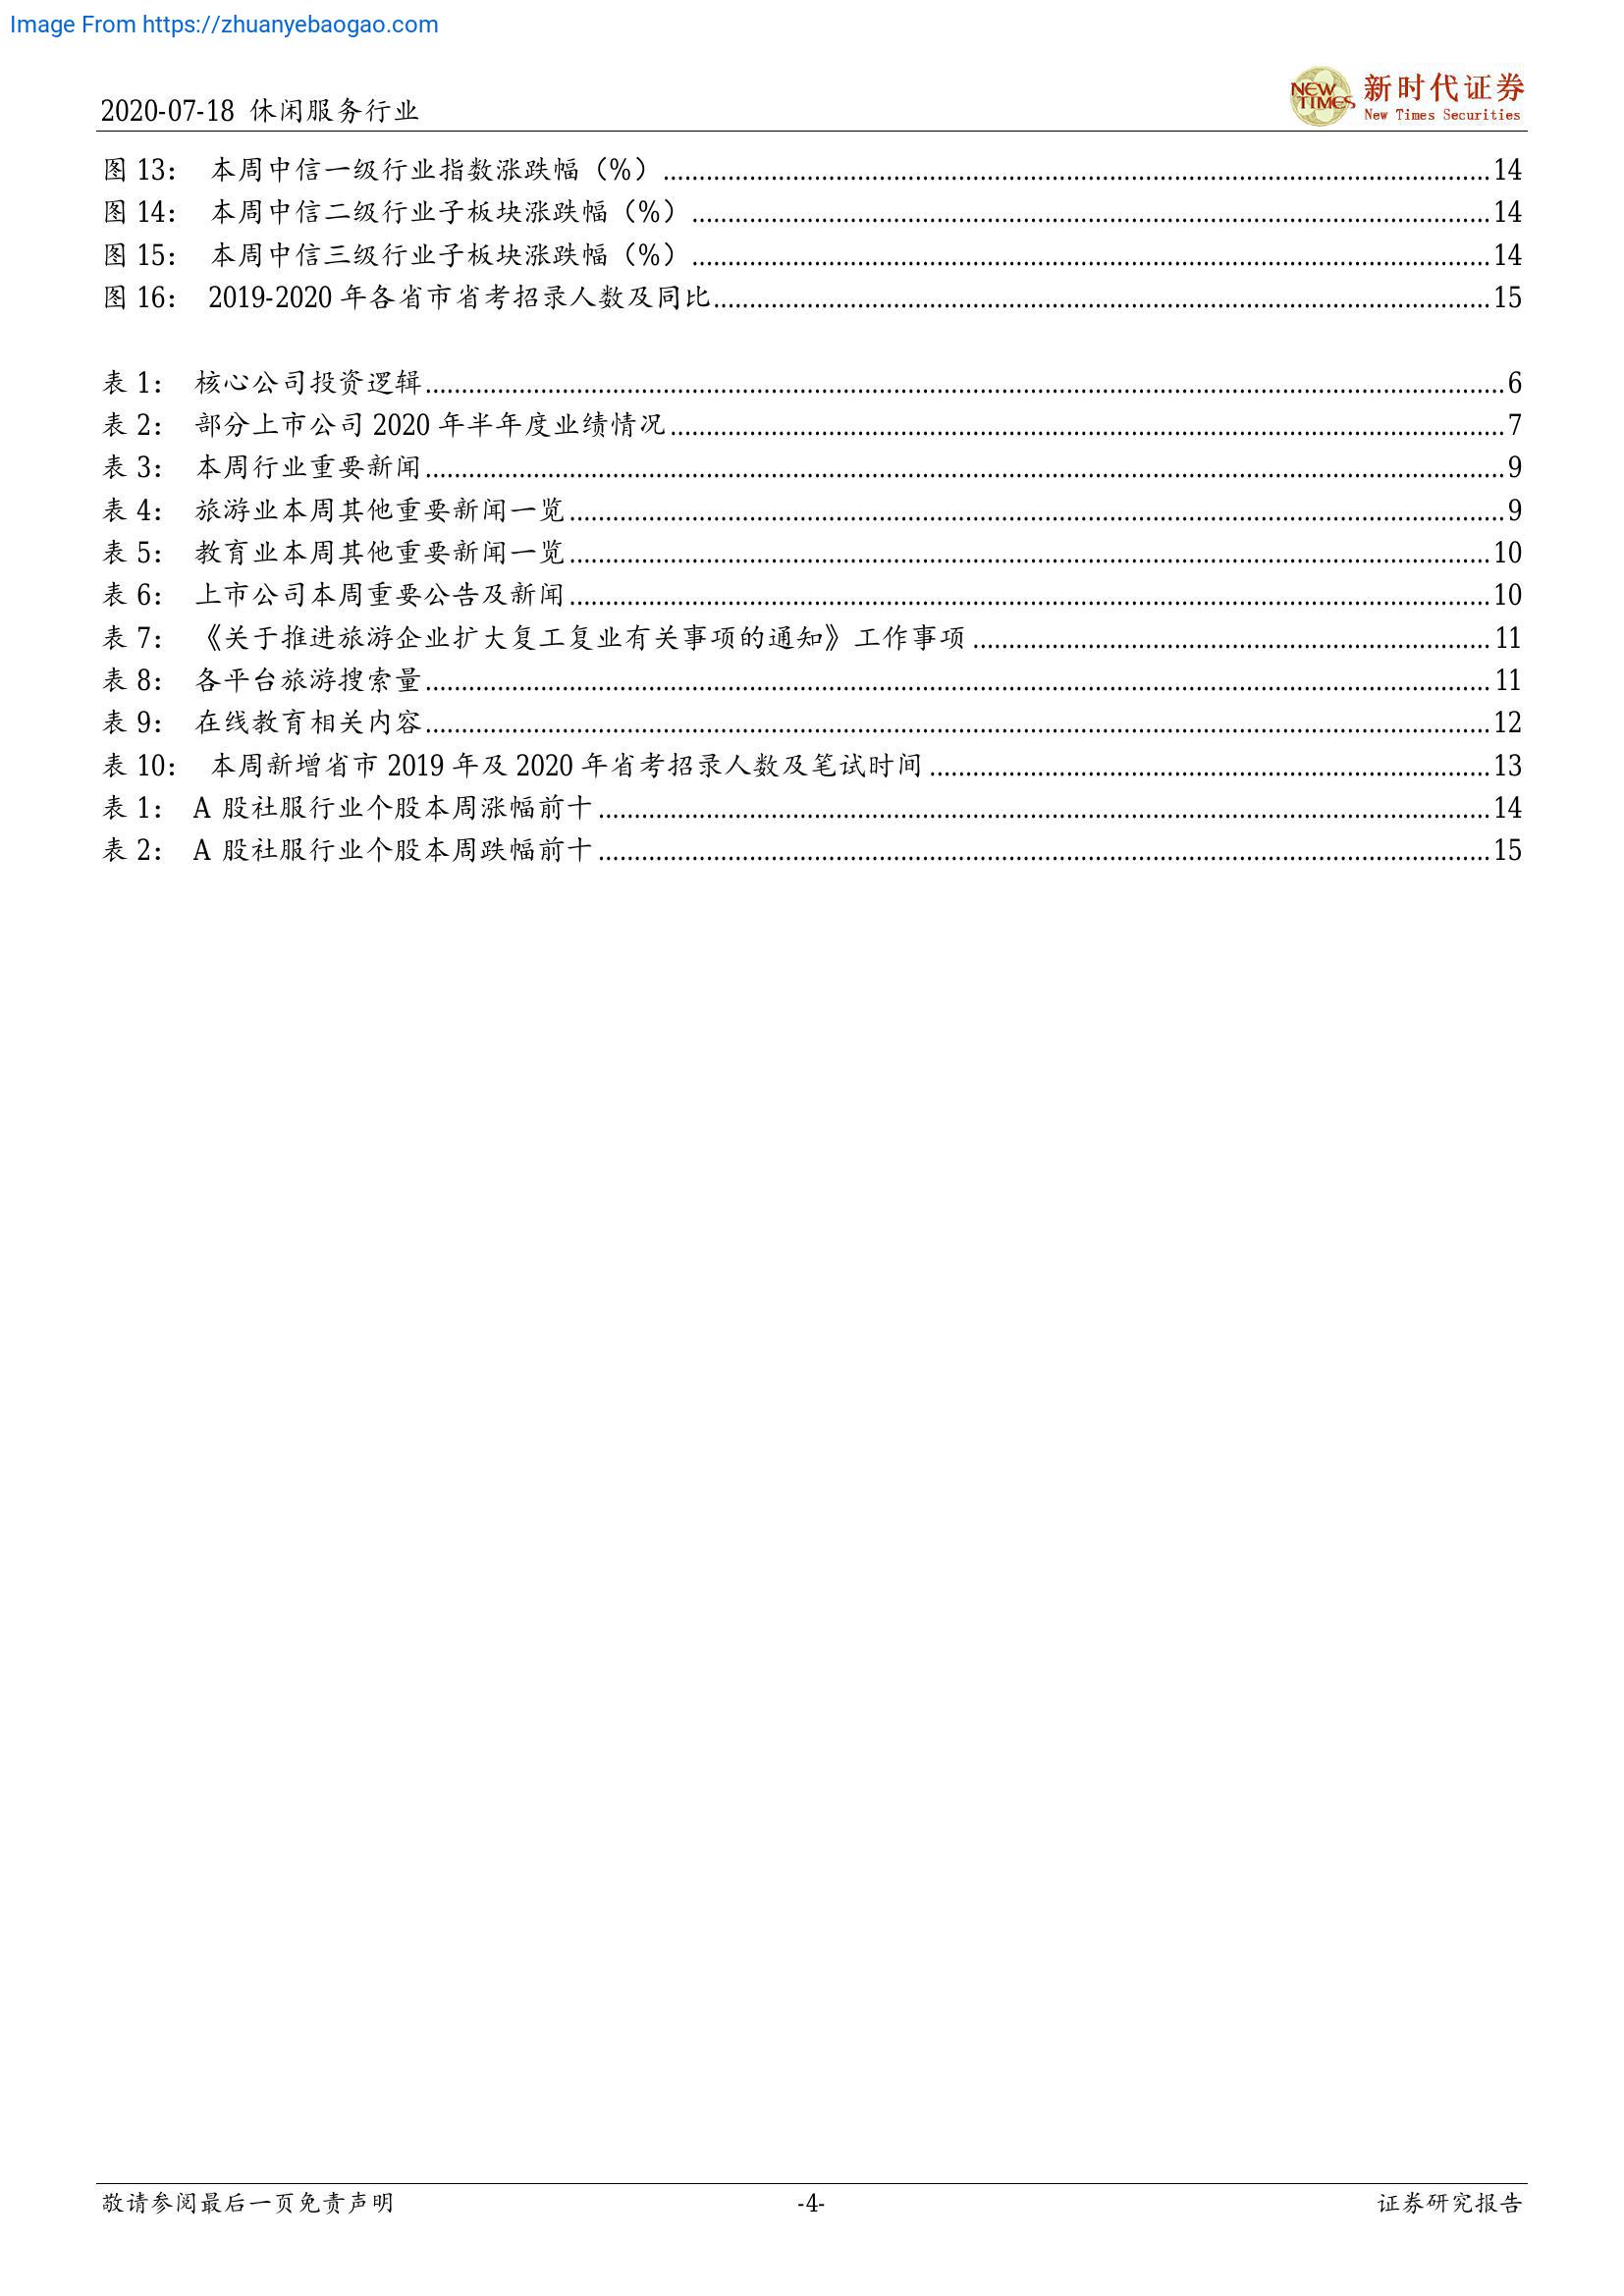 Image From https://zhuanyebaogao.com
2020-07-18 休闲服务行业
NEW TIMES 新时代证券
New Times Securities
图 13： 本周中信一级行业指数涨跌幅（%）........................14
图 14： 本周中信二级行业子板块涨跌幅（%）........................14
图 15： 本周中信三级行业子板块涨跌幅（%）........................14
图 16： 2019-2020 年各省市省考招录人数及同比........................15
表 1： 核心公司投资逻辑........................6
表 2： 部分上市公司 2020 年半年度业绩情况........................7
表 3： 本周行业重要新闻........................9
表 4： 旅游业本周其他重要新闻一览........................9
表 5： 教育业本周其他重要新闻一览........................10
表 6： 上市公司本周重要公告及新闻........................10
表 7： 《关于推进旅游企业扩大复工复业有关事项的通知》工作事项........................11
表 8： 各平台旅游搜索量........................11
表 9： 在线教育相关内容........................12
表 10： 本周新增省市 2019 年及 2020 年省考招录人数及笔试时间........................13
表 1： A 股社服行业个股本周涨幅前十........................14
表 2： A 股社服行业个股本周跌幅前十........................15
敬请参阅最后一页免责声明 -4- 证券研究报告